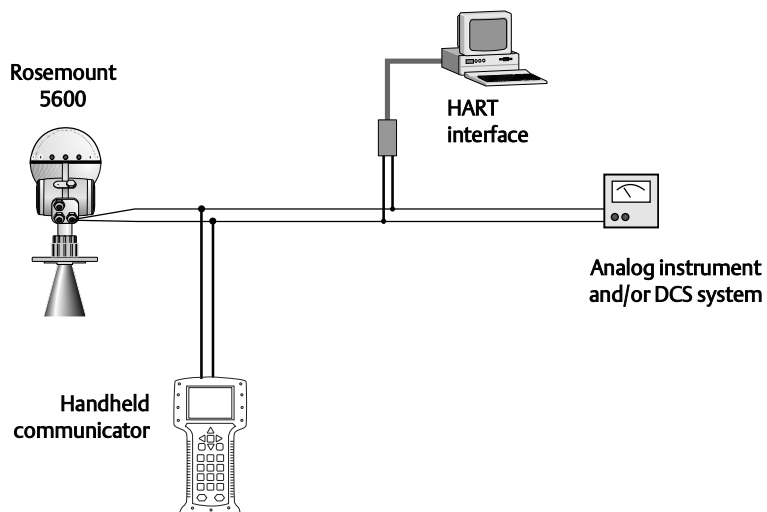 Rosemount
5600
HART
interface
Analog instrument
and/or DCS system
Handheld
communicator